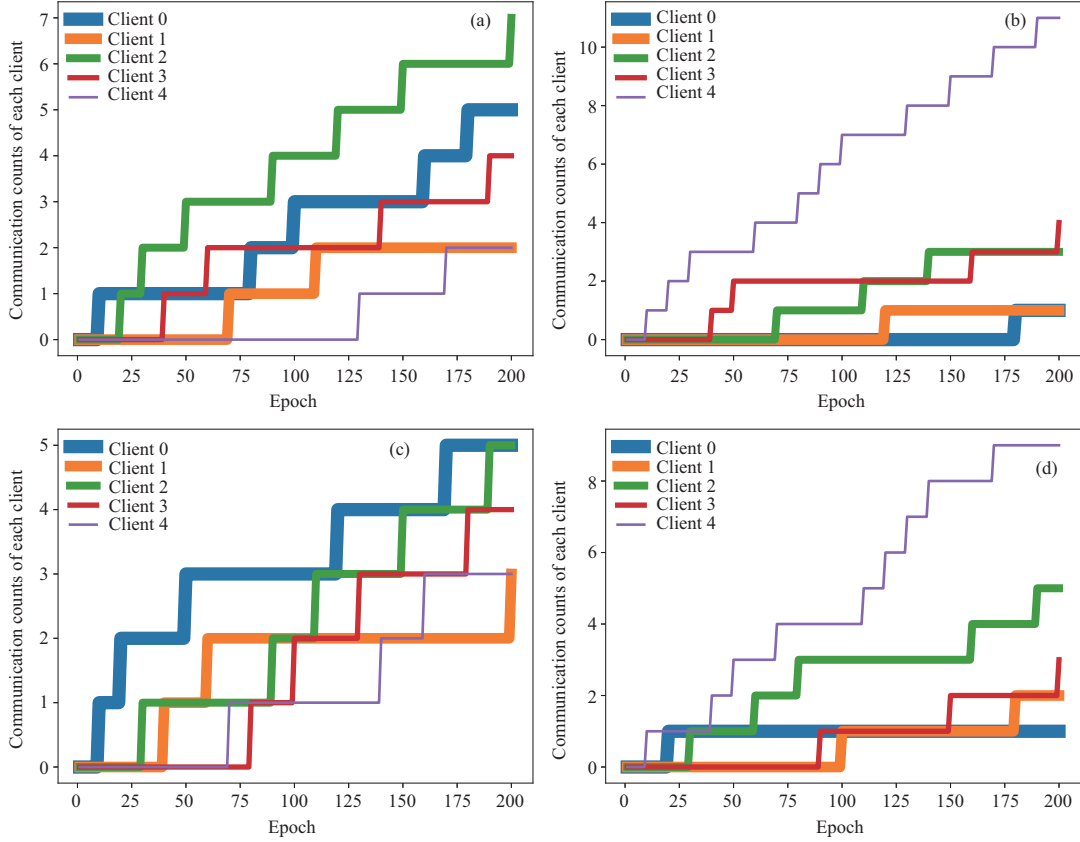 (a)
Client 0
Client 1
Client 2
Client 3
Client 4
Communication counts of each client
7
6
5
4
3
2
1
0
0 25 50 75 100 125 150 175 200
Epoch
(b)
Client 0
Client 1
Client 2
Client 3
Client 4
Communication counts of each client
10
8
6
4
2
0
0 25 50 75 100 125 150 175 200
Epoch
(c)
Client 0
Client 1
Client 2
Client 3
Client 4
Communication counts of each client
5
4
3
2
1
0
0 25 50 75 100 125 150 175 200
Epoch
(d)
Client 0
Client 1
Client 2
Client 3
Client 4
Communication counts of each client
8
6
4
2
0
0 25 50 75 100 125 150 175 200
Epoch